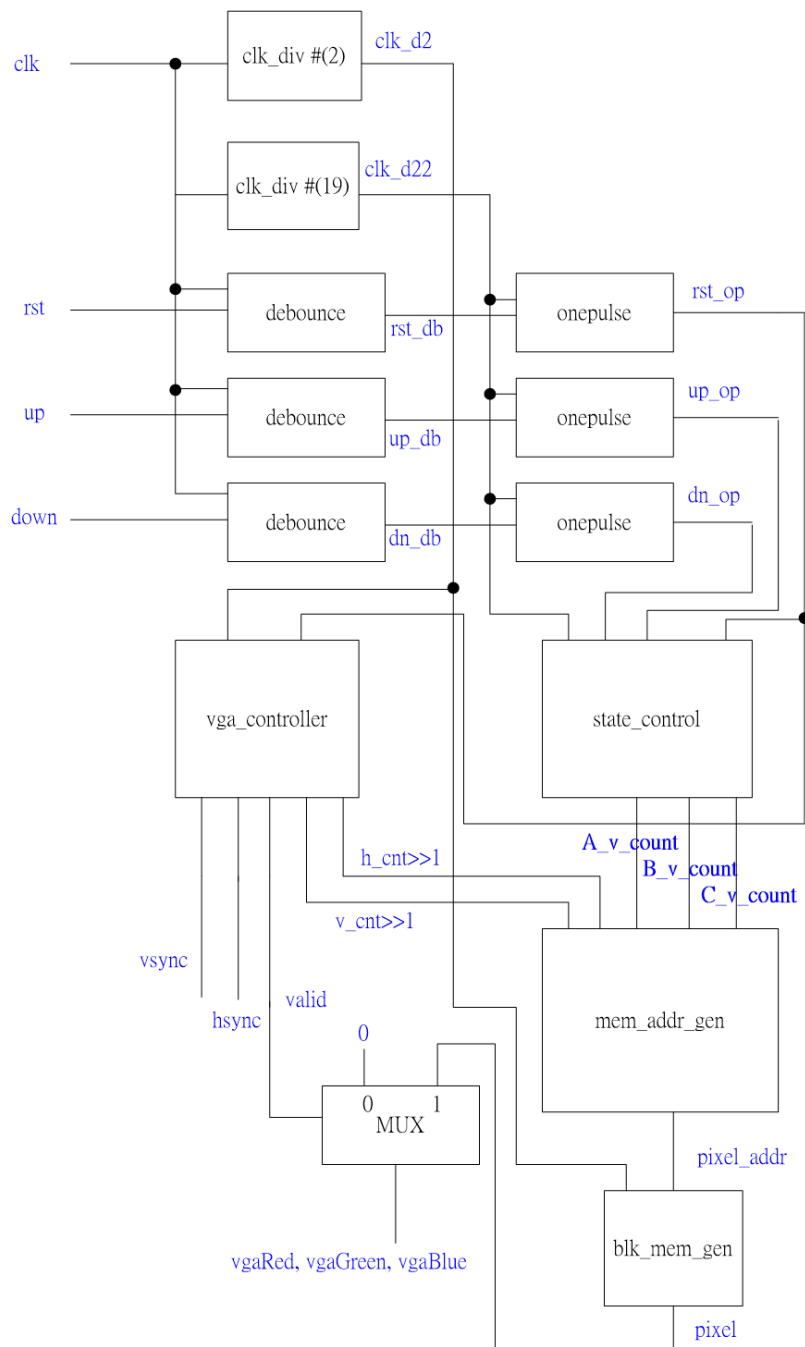 clk_d2
clk
clk_div #(2)
clk_d22
clk_div #(19)
rst_op
rst
debounce
onepulse
rst_db
up_op
up
debounce
onepulse
up_db
dn_op
down
debounce
onepulse
dn_db
vga_controller
state_control
A_v_count
h_cnt>>1
B_v_count
C_v_count
v_cnt>>1
vsync
valid
hsync
mem_addr_gen
0
0
1
MUX
pixel_addr
blk_mem_gen
vgaRed, vgaGreen, vgaBlue
pixel